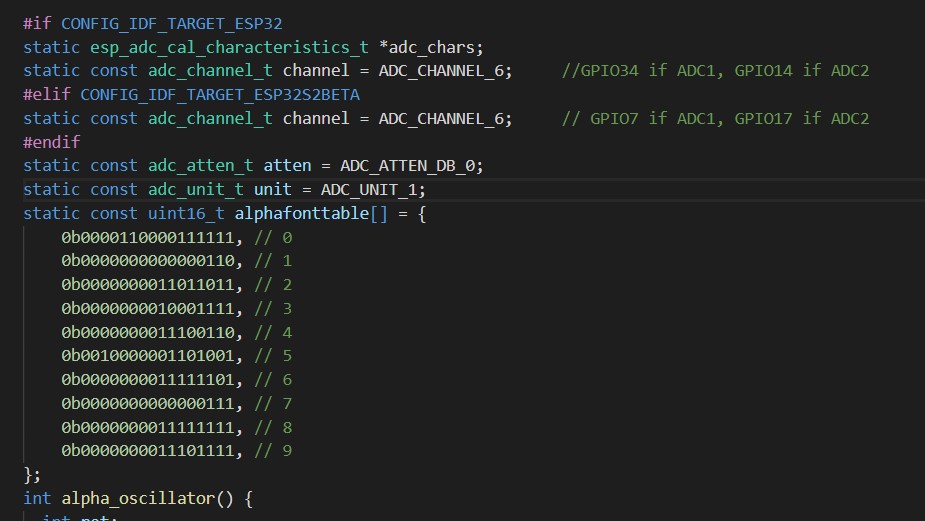 #if CONFIG_IDF_TARGET_ESP32
static esp_adc_cal_characteristics_t *adc_chars;
static const adc_channel_t channel = ADC_CHANNEL_6;     //GPIO34 if ADC1, GPIO14 if ADC2
#elif CONFIG_IDF_TARGET_ESP32S2BETA
static const adc_channel_t channel = ADC_CHANNEL_6;     // GPIO7 if ADC1, GPIO17 if ADC2
#endif
static const adc_atten_t atten = ADC_ATTEN_DB_0;
static const adc_unit_t unit = ADC_UNIT_1;
static const uint16_t alphafonttable[] = {
    0b0000110000111111, // 0
    0b0000000000000110, // 1
    0b0000000011011011, // 2
    0b0000000010001111, // 3
    0b0000000011100110, // 4
    0b0010000001101001, // 5
    0b0000000011111101, // 6
    0b0000000000000111, // 7
    0b0000000011111111, // 8
    0b0000000011101111, // 9
};
int alpha_oscillator() {
  int ret;